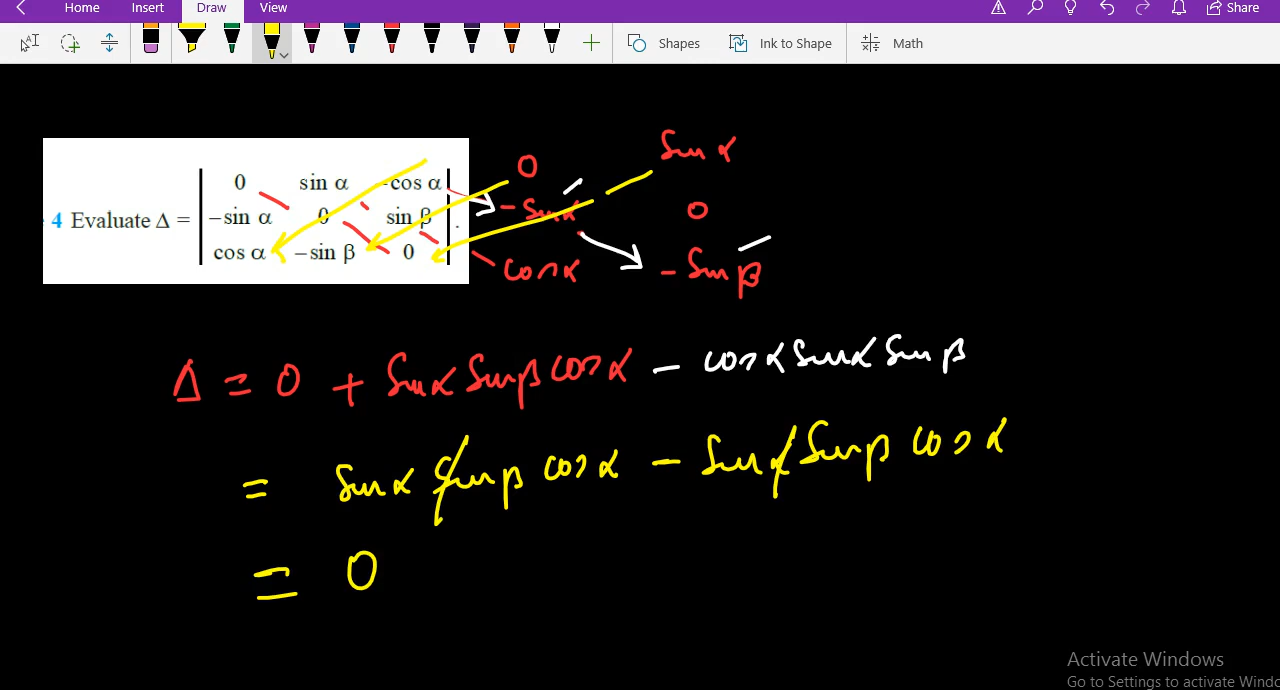 Home Insert Draw View Share
Shapes Ink to Shape Math
4 Evaluate Δ = | 0 sin α -cos α |
| −sin α 0 sin β |
| cos α −sin β 0 | .
0 Sin α
- Sin α 0
cos α - Sin β
Δ = 0 + Sin α Sin β cos α - cos α Sin α Sin β
= Sin α Sin β cos α - Sin α Sin β cos α
= 0
Activate Windows
Go to Settings to activate Windo